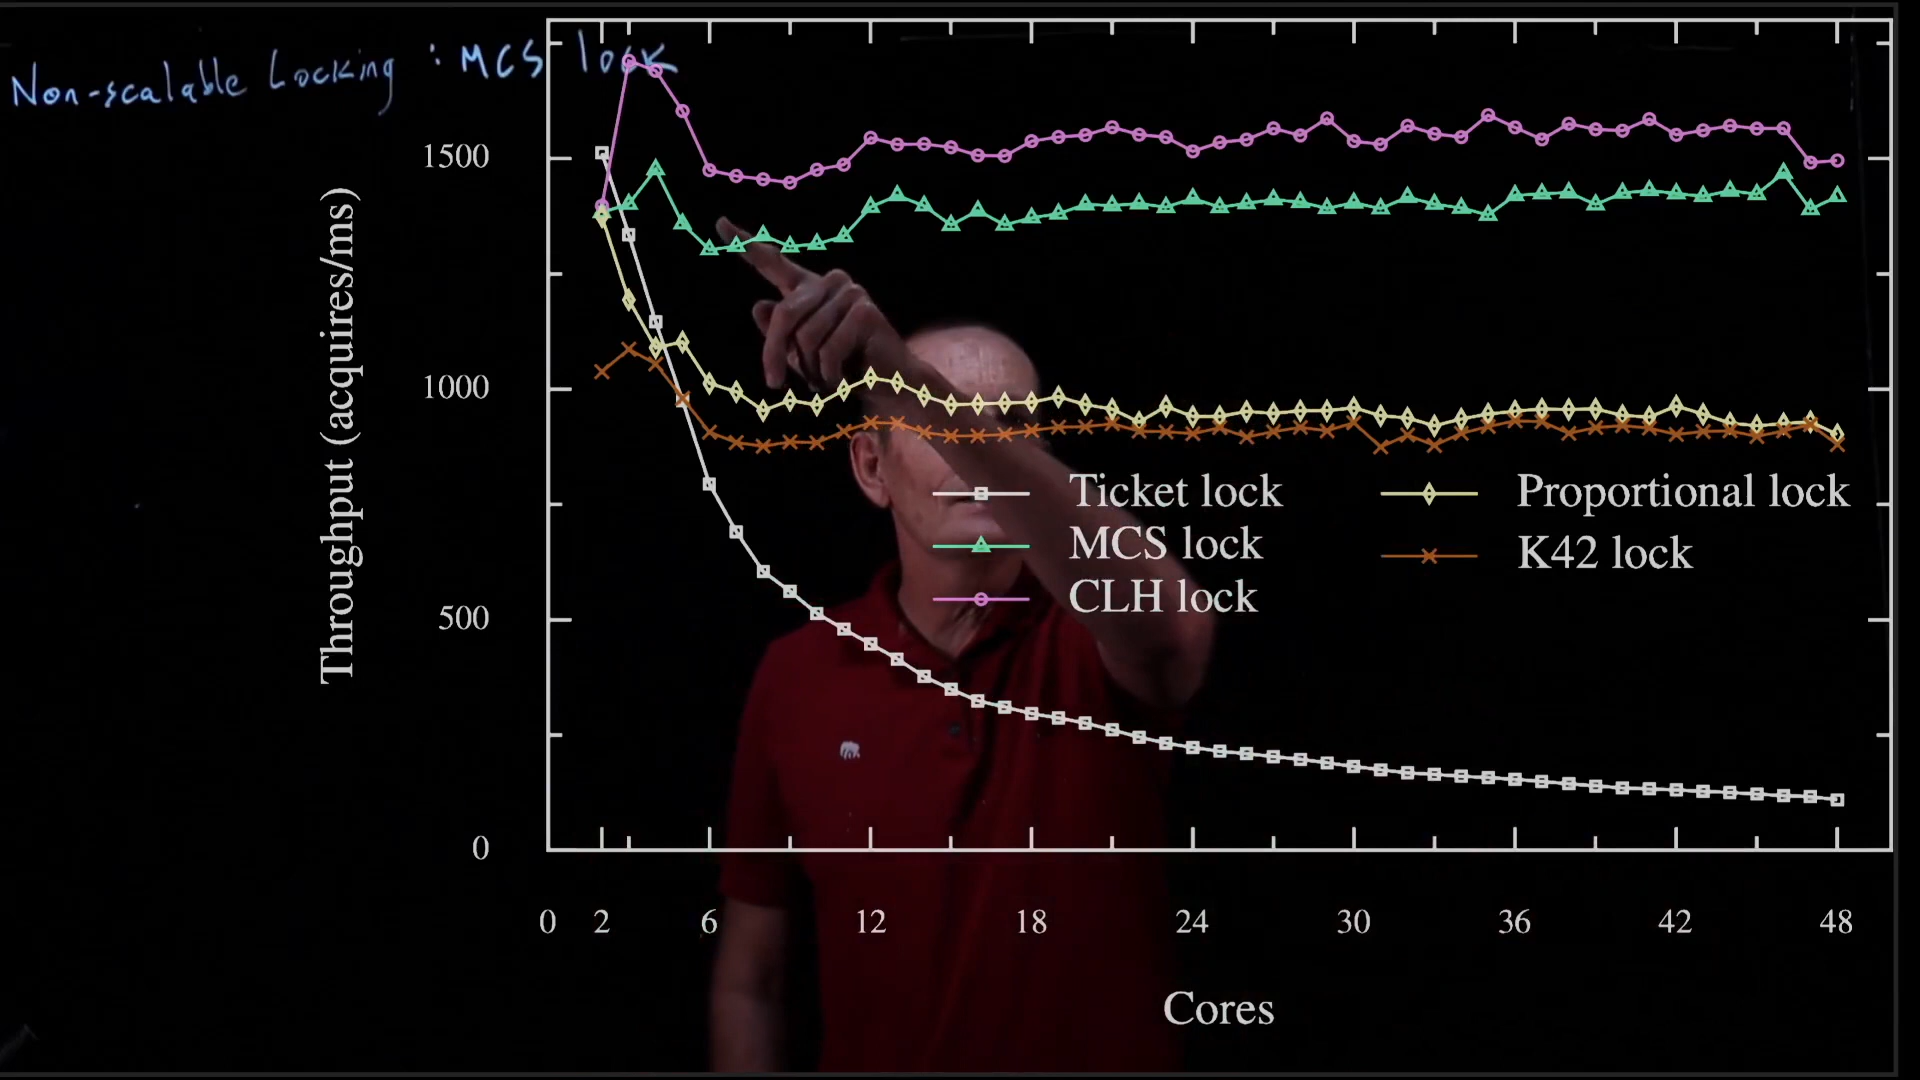 Non-scalable Locking : MCS lock
1500
1000
500
0
Throughput (acquires/ms)
Ticket lock
MCS lock
CLH lock
Proportional lock
K42 lock
0 2 6 12 18 24 30 36 42 48
Cores